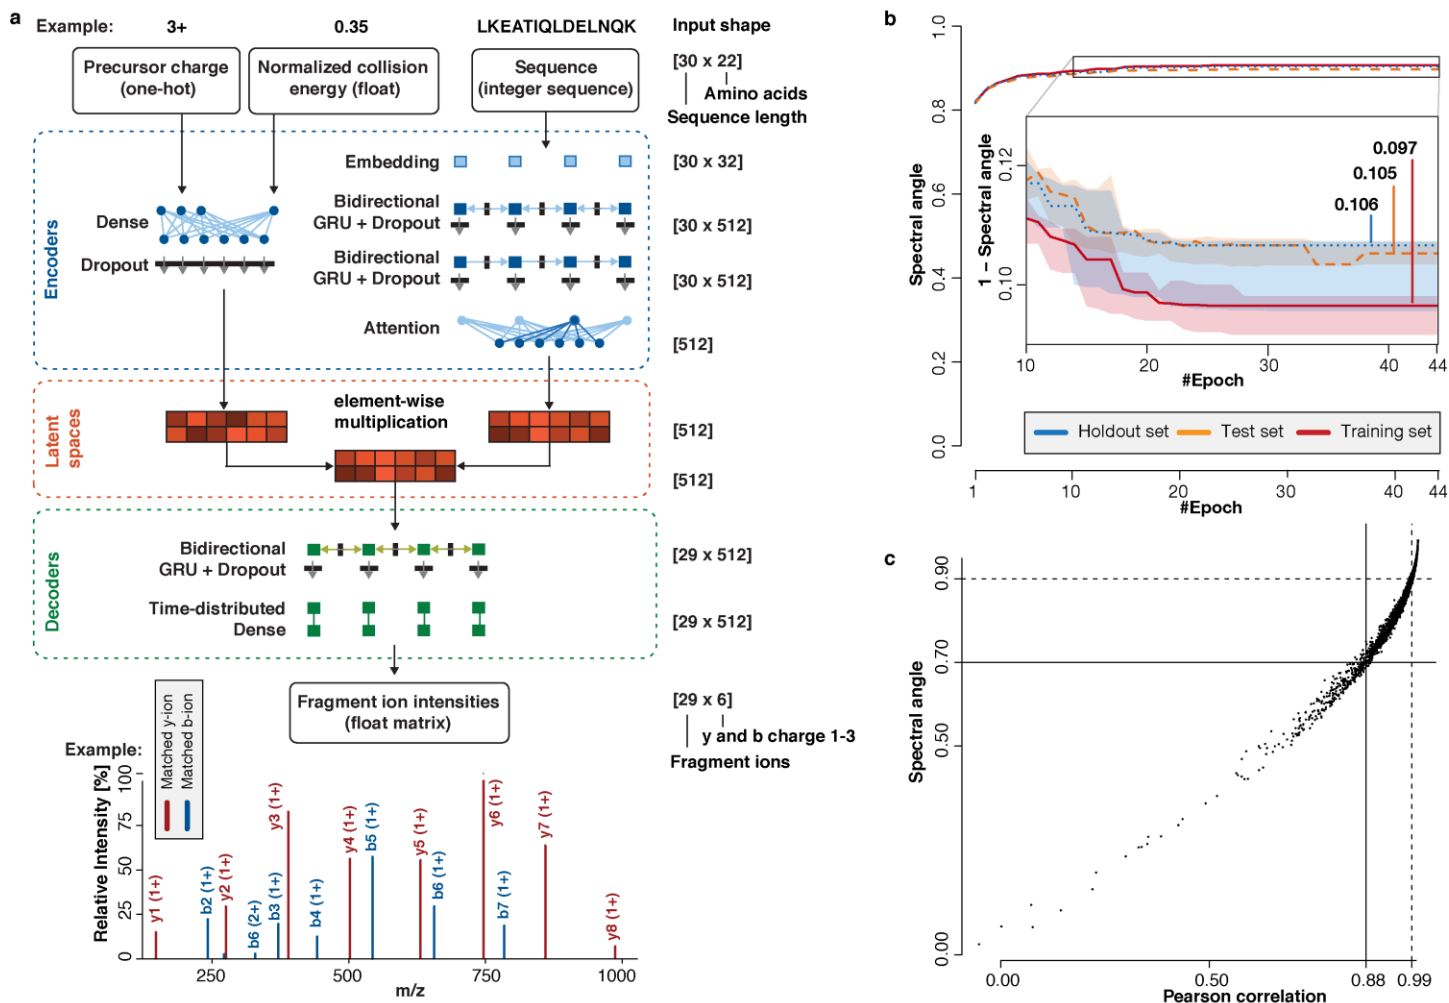 a
Example:
3+
0.35
LKEATIQLDELNQK
Input shape
Precursor charge
(one-hot)
Normalized collision
energy (float)
Sequence
(integer sequence)
[30 x 22]
Amino acids
Sequence length
Encoders
Embedding
[30 x 32]
Dense
Dropout
Bidirectional
GRU + Dropout
[30 x 512]
Bidirectional
GRU + Dropout
[30 x 512]
Attention
[512]
Latent
spaces
element-wise
multiplication
[512]
[512]
Decoders
Bidirectional
GRU + Dropout
[29 x 512]
Time-distributed
Dense
[29 x 512]
Fragment ion intensities
(float matrix)
[29 x 6]
y and b charge 1-3
Fragment ions
Example:
Matched y-ion
Matched b-ion
Relative Intensity [%]
100
75
50
25
0
y1 (1+)
b2 (1+)
y2 (1+)
b6 (2+)
b3 (1+)
y3 (1+)
b4 (1+)
y4 (1+)
b5 (1+)
y5 (1+)
b6 (1+)
y6 (1+)
b7 (1+)
y7 (1+)
y8 (1+)
250
500
750
1000
m/z
b
Spectral angle
1.0
0.8
0.6
0.4
0.2
0.0
1 − Spectral angle
0.12
0.10
0.097
0.105
0.106
10
20
30
40
44
#Epoch
Holdout set
Test set
Training set
1
10
20
30
40
44
#Epoch
c
Spectral angle
0.90
0.70
0.50
0.00
0.00
0.50
0.88
0.99
Pearson correlation